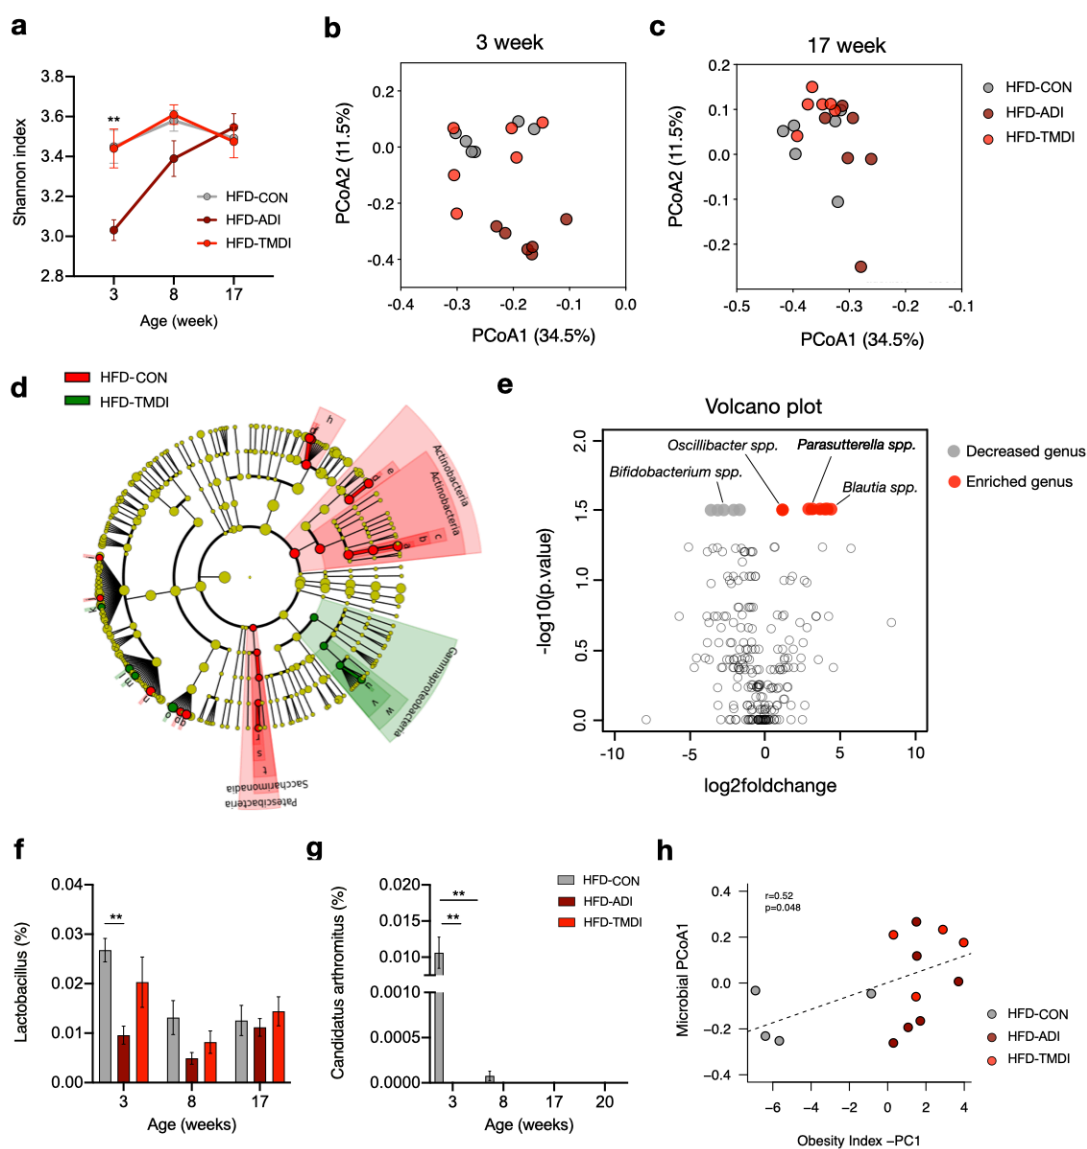 a
Shannon index
3.8
3.6
3.4
3.2
3.0
2.8
**
HFD-CON
HFD-ADI
HFD-TMDI
3
8
17
Age (week)
b
3 week
PCoA2 (11.5%)
0.2
0.0
-0.2
-0.4
-0.4
-0.3
-0.2
-0.1
0.0
PCoA1 (34.5%)
c
17 week
PCoA2 (11.5%)
0.2
0.1
0.0
-0.1
-0.2
-0.5
-0.4
-0.3
-0.2
-0.1
PCoA1 (34.5%)
HFD-CON
HFD-ADI
HFD-TMDI
d
HFD-CON
HFD-TMDI
h
Actinobacteria
Actinobacteria
e
c
b
a
Gammaproteobacteria
w
v
u
r
s
t
Saccharimonadia
Patescibacteria
n
e
Volcano plot
-log10(p.value)
2.0
1.5
1.0
0.5
0.0
Oscillibacter spp.
Parasutterella spp.
Bifidobacterium spp.
Blautia spp.
-10
-5
0
5
10
log2foldchange
Decreased genus
Enriched genus
f
Lactobacillus (%)
0.04
0.03
0.02
0.01
0.00
**
3
8
17
Age (weeks)
g
Candidatus arthromitus (%)
0.020
0.015
0.010
0.0010
0.0005
0.0000
**
**
3
8
17
20
Age (weeks)
HFD-CON
HFD-ADI
HFD-TMDI
h
Microbial PCoA1
0.4
0.2
0.0
−0.2
−0.4
r=0.52
p=0.048
−6
−4
−2
0
2
4
Obesity Index −PC1
HFD-CON
HFD-ADI
HFD-TMDI